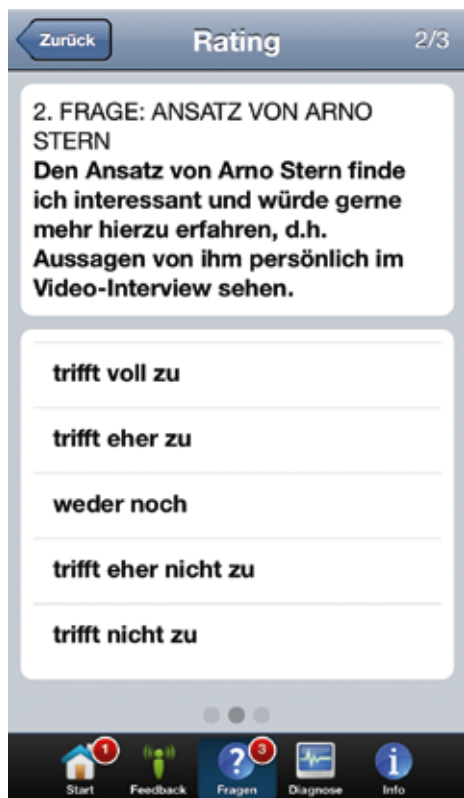 Zurück
Rating
2/3
2. FRAGE: ANSATZ VON ARNO
STERN
Den Ansatz von Arno Stern finde
ich interessant und würde gerne
mehr hierzu erfahren, d.h.
Aussagen von ihm persönlich im
Video-Interview sehen.
trifft voll zu
trifft eher zu
weder noch
trifft eher nicht zu
trifft nicht zu
1
3
?
i
Start
Feedback
Fragen
Diagnose
Info